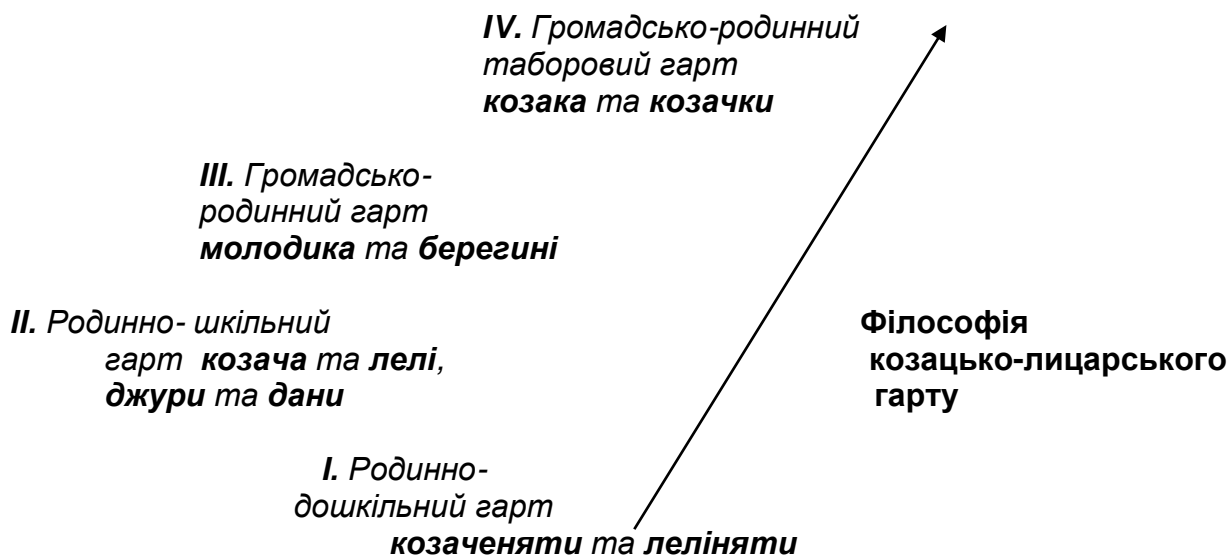 IV. Громадсько-родинний
таборовий гарт
козака та козачки
III. Громадсько-
родинний гарт
молодика та берегині
II. Родинно- шкільний
гарт козача та лелі,
джури та дани
Філософія
козацько-лицарського
гарту
I. Родинно-
дошкільний гарт
козаченяти та леліняти